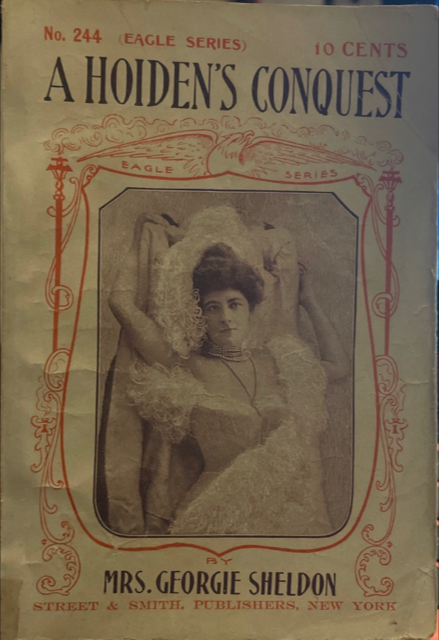 No. 244 (EAGLE SERIES) 10 CENTS
A HOIDEN'S CONQUEST
EAGLE SERIES
BY
MRS. GEORGIE SHELDON
STREET & SMITH, PUBLISHERS, NEW YORK